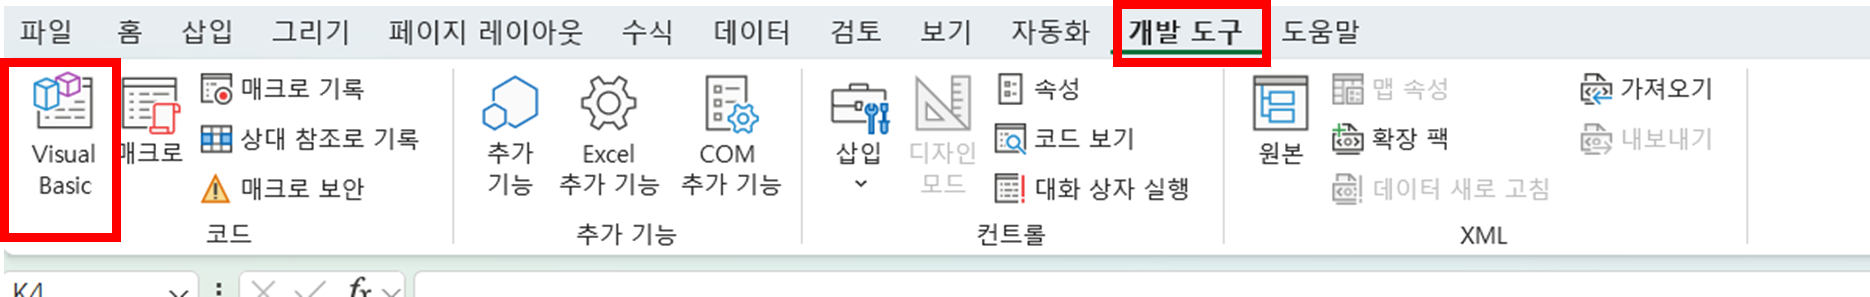 파일 홈 삽입 그리기 페이지 레이아웃 수식 데이터 검토 보기 자동화 개발 도구 도움말
Visual
Basic
매크로
매크로 기록
상대 참조로 기록
매크로 보안
코드
추가
기능
Excel
추가 기능
COM
추가 기능
추가 기능
삽입
디자인
모드
속성
코드 보기
대화 상자 실행
컨트롤
원본
맵 속성
확장 팩
데이터 새로 고침
가져오기
내보내기
XML
K4
fx